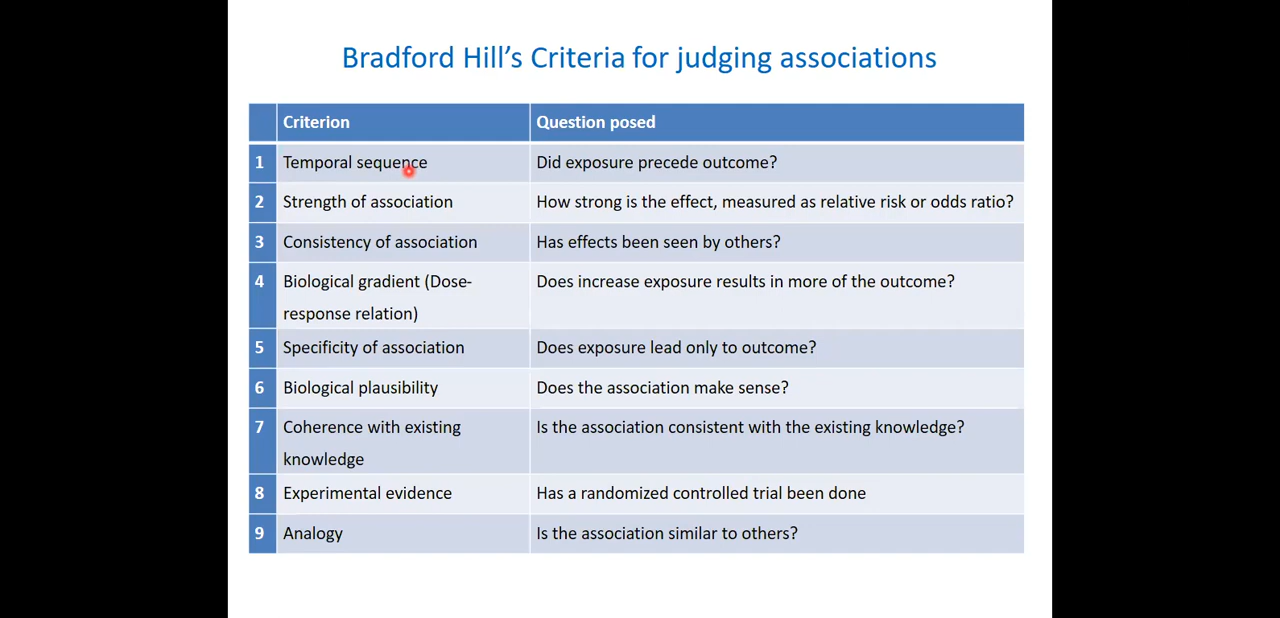 Bradford Hill's Criteria for judging associations
Criterion Question posed
1 Temporal sequence Did exposure precede outcome?
2 Strength of association How strong is the effect, measured as relative risk or odds ratio?
3 Consistency of association Has effects been seen by others?
4 Biological gradient (Dose- Does increase exposure results in more of the outcome?
response relation)
5 Specificity of association Does exposure lead only to outcome?
6 Biological plausibility Does the association make sense?
7 Coherence with existing Is the association consistent with the existing knowledge?
knowledge
8 Experimental evidence Has a randomized controlled trial been done
9 Analogy Is the association similar to others?